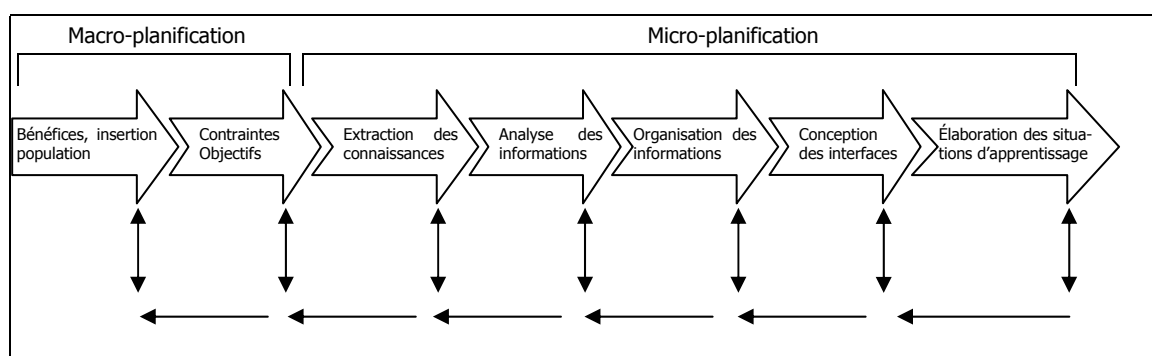 Macro-planification
Micro-planification
Bénéfices, insertion
population
Contraintes
Objectifs
Extraction des
connaissances
Analyse des
informations
Organisation des
informations
Conception
des interfaces
Élaboration des situa-
tions d'apprentissage